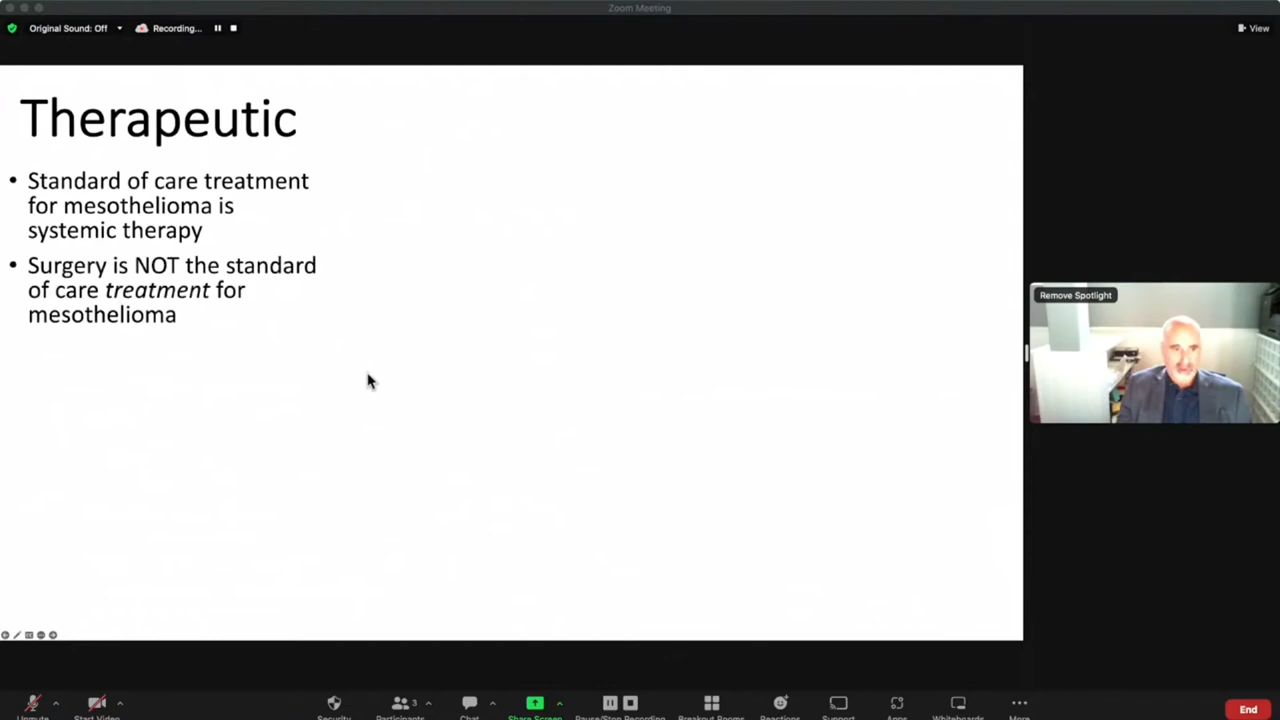 Zoom Meeting
Original Sound: Off
Recording...
View
Therapeutic
• Standard of care treatment
for mesothelioma is
systemic therapy
• Surgery is NOT the standard
of care treatment for
mesothelioma
Remove Spotlight
Unmute
Start Video
Security
Participants
3
Chat
Share Screen
Pause/Stop Recording
Breakout Rooms
Reactions
Support
Apps
Whiteboards
More
End